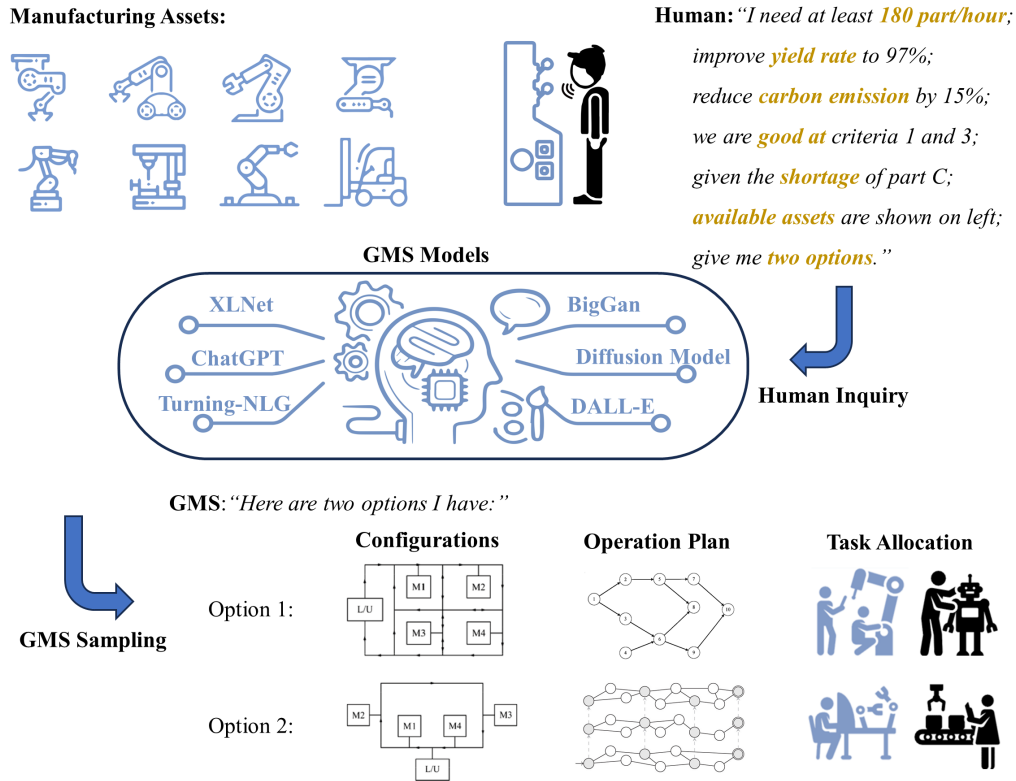 Manufacturing Assets:
Human:“I need at least 180 part/hour;
improve yield rate to 97%;
reduce carbon emission by 15%;
we are good at criteria 1 and 3;
given the shortage of part C;
available assets are shown on left;
give me two options.”
GMS Models
XLNet
BigGan
ChatGPT
Diffusion Model
Turning-NLG
DALL-E
Human Inquiry
GMS:“Here are two options I have:”
Configurations
Operation Plan
Task Allocation
GMS Sampling
Option 1:
L/U
M1
M2
M3
M4
1
2
5
7
3
8
10
4
6
9
Option 2:
M2
M1
M4
M3
L/U